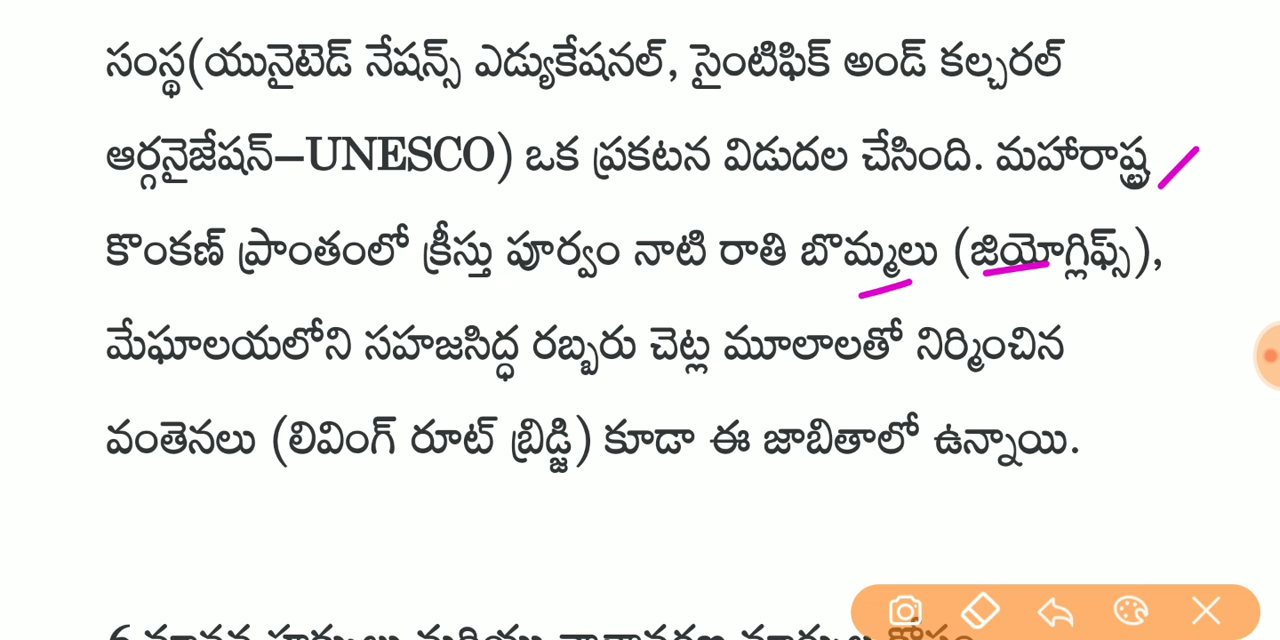 సంస్థ(యునైటెడ్ నేషన్స్ ఎడ్యుకేషనల్, సైంటిఫిక్ అండ్ కల్చరల్
ఆర్గనైజేషన్–UNESCO) ఒక ప్రకటన విడుదల చేసింది. మహారాష్ట్ర
కొంకణ్ ప్రాంతంలో క్రీస్తు పూర్వం నాటి రాతి బొమ్మలు (జియోగ్లిఫ్స్),
మేఘాలయలోని సహజసిద్ధ రబ్బరు చెట్ల మూలాలతో నిర్మించిన
వంతెనలు (లివింగ్ రూట్ బ్రిడ్జి) కూడా ఈ జాబితాలో ఉన్నాయి.